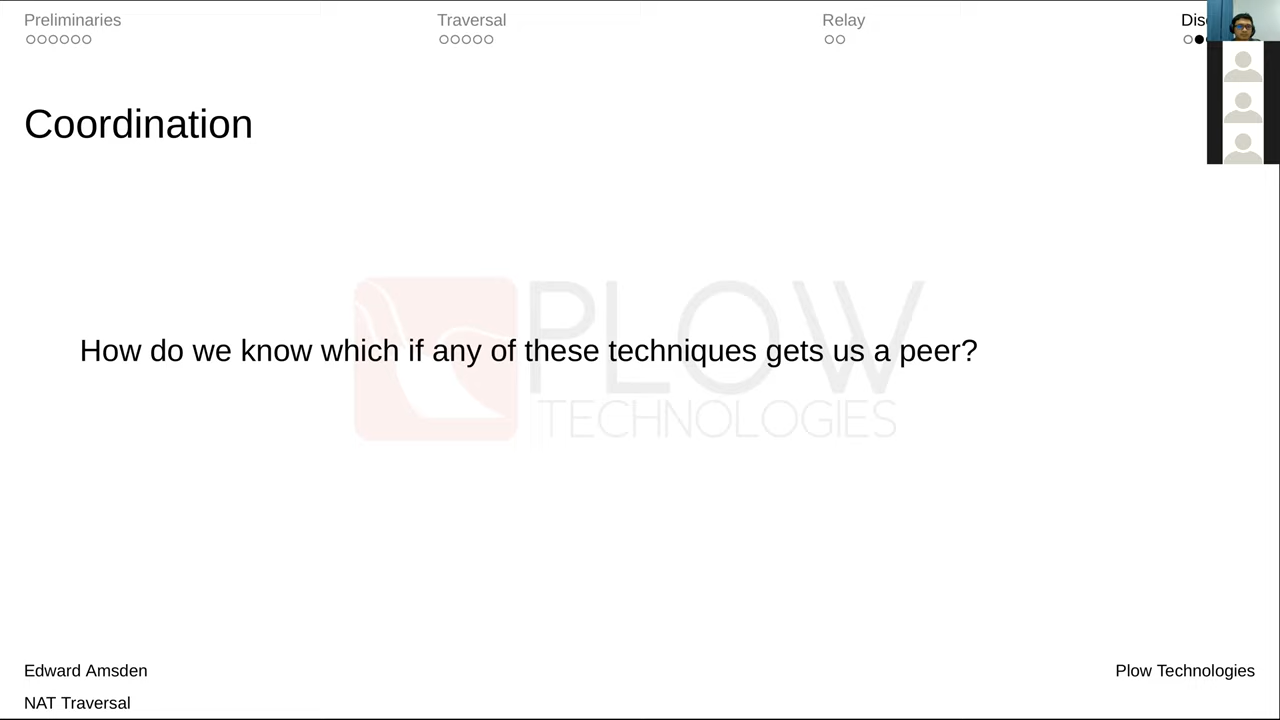 Preliminaries
Traversal
Relay
Coordination
PLOW
TECHNOLOGIES
How do we know which if any of these techniques gets us a peer?
Edward Amsden
Plow Technologies
NAT Traversal